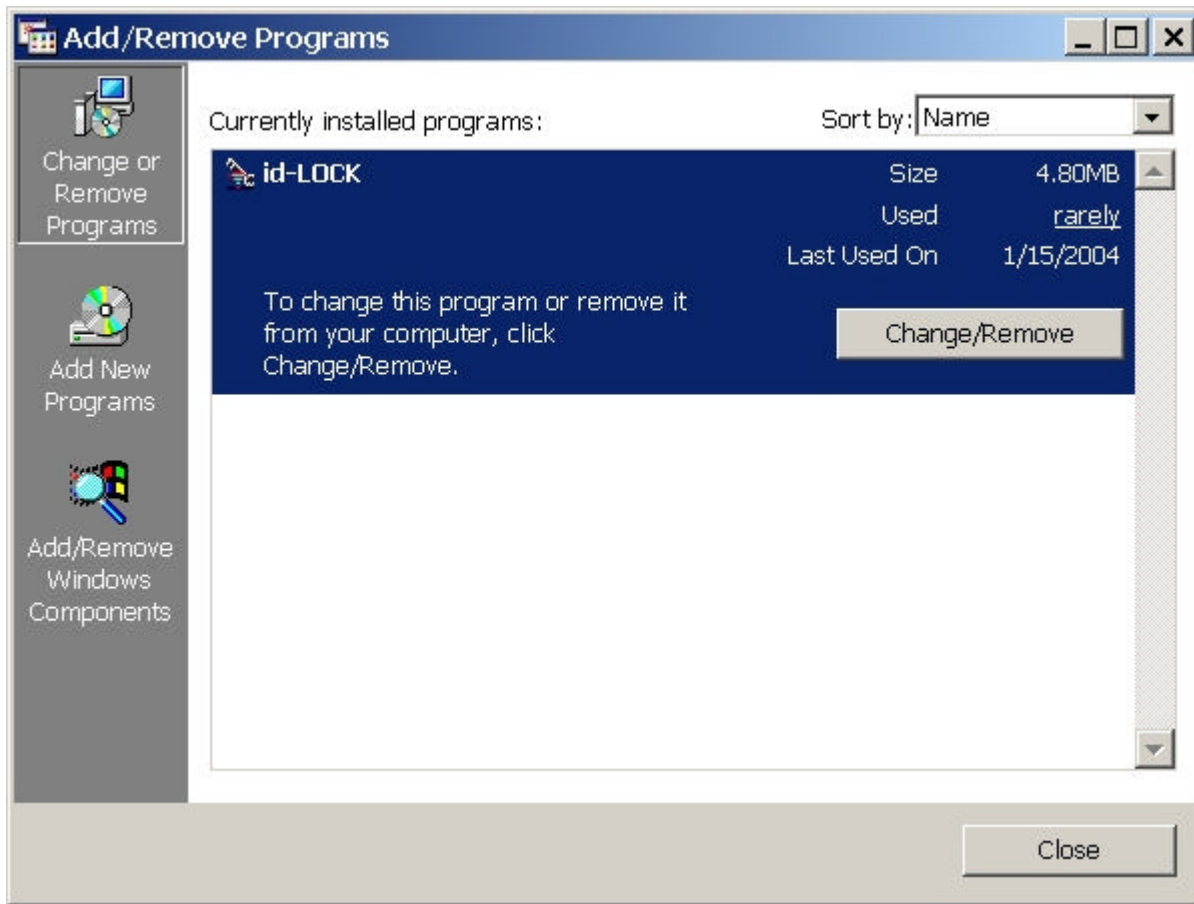 Add/Remove Programs
Change or
Remove
Programs
Add New
Programs
Add/Remove
Windows
Components
Currently installed programs:
Sort by: Name
id-LOCK
Size 4.80MB
Used rarely
Last Used On 1/15/2004
To change this program or remove it
from your computer, click
Change/Remove.
Change/Remove
Close